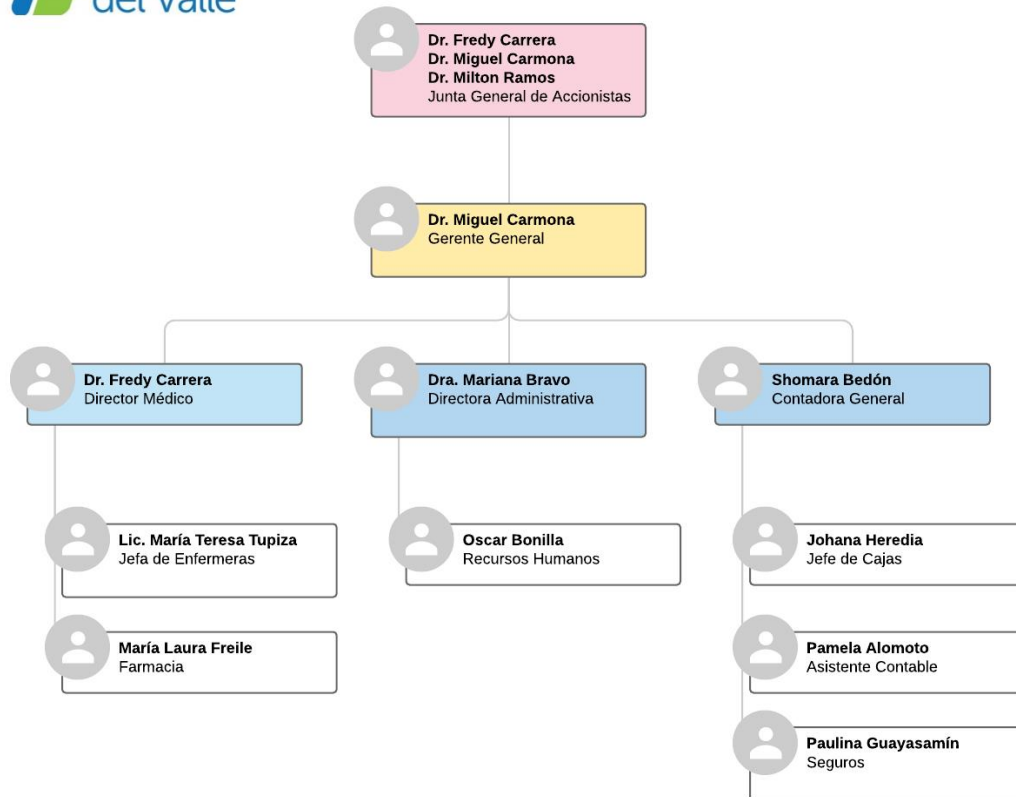 del Valle
Dr. Fredy Carrera
Dr. Miguel Carmona
Dr. Milton Ramos
Junta General de Accionistas
Dr. Miguel Carmona
Gerente General
Dr. Fredy Carrera
Director Médico
Dra. Mariana Bravo
Directora Administrativa
Shomara Bedón
Contadora General
Lic. María Teresa Tupiza
Jefa de Enfermeras
Oscar Bonilla
Recursos Humanos
Johana Heredia
Jefe de Cajas
María Laura Freile
Farmacia
Pamela Alomoto
Asistente Contable
Paulina Guayasamín
Seguros